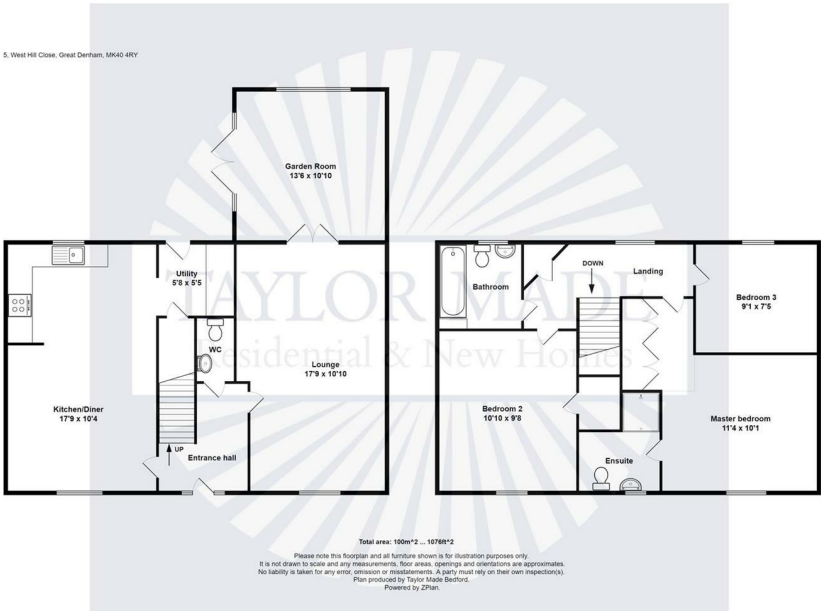 5, West Hill Close, Great Denham, MK40 4RY
Garden Room
13'6 x 10'10
Utility
5'8 x 5'5
WC
Lounge
17'9 x 10'10
Kitchen/Diner
17'9 x 10'4
UP
Entrance hall
Bathroom
DOWN
Landing
Bedroom 3
9'1 x 7'5
Bedroom 2
10'10 x 9'8
Master bedroom
11'4 x 10'1
Ensuite
TAYLOR MADE
Residential & New Homes
Total area: 100m^2 ... 1076ft^2
Please note this floorplan and all furniture shown is for illustration purposes only.
It is not drawn to scale and any measurements, floor areas, openings and orientations are approximates.
No liability is taken for any error, omission or misstatements. A party must rely on their own inspection(s).
Plan produced by Taylor Made Bedford.
Powered by ZPlan.